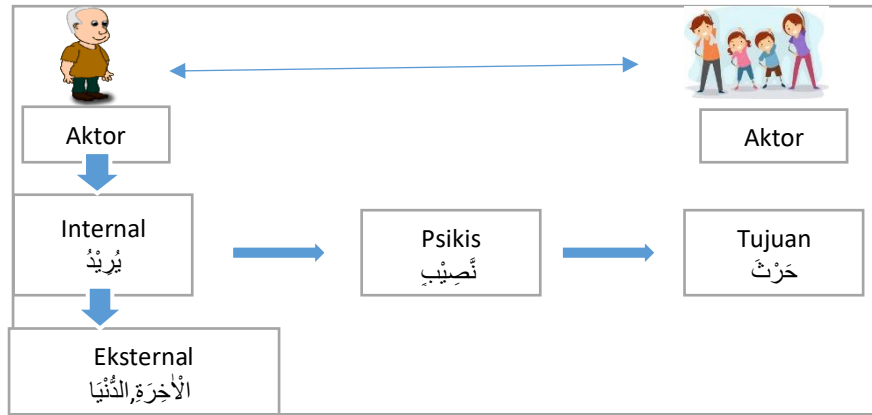 Aktor
Aktor
Internal
يُرِيْدُ
Psikis
نَّصِيْبٍ
Tujuan
حَرْثَ
Eksternal
الْاٰخِرَةِ,الدُّنْيَا